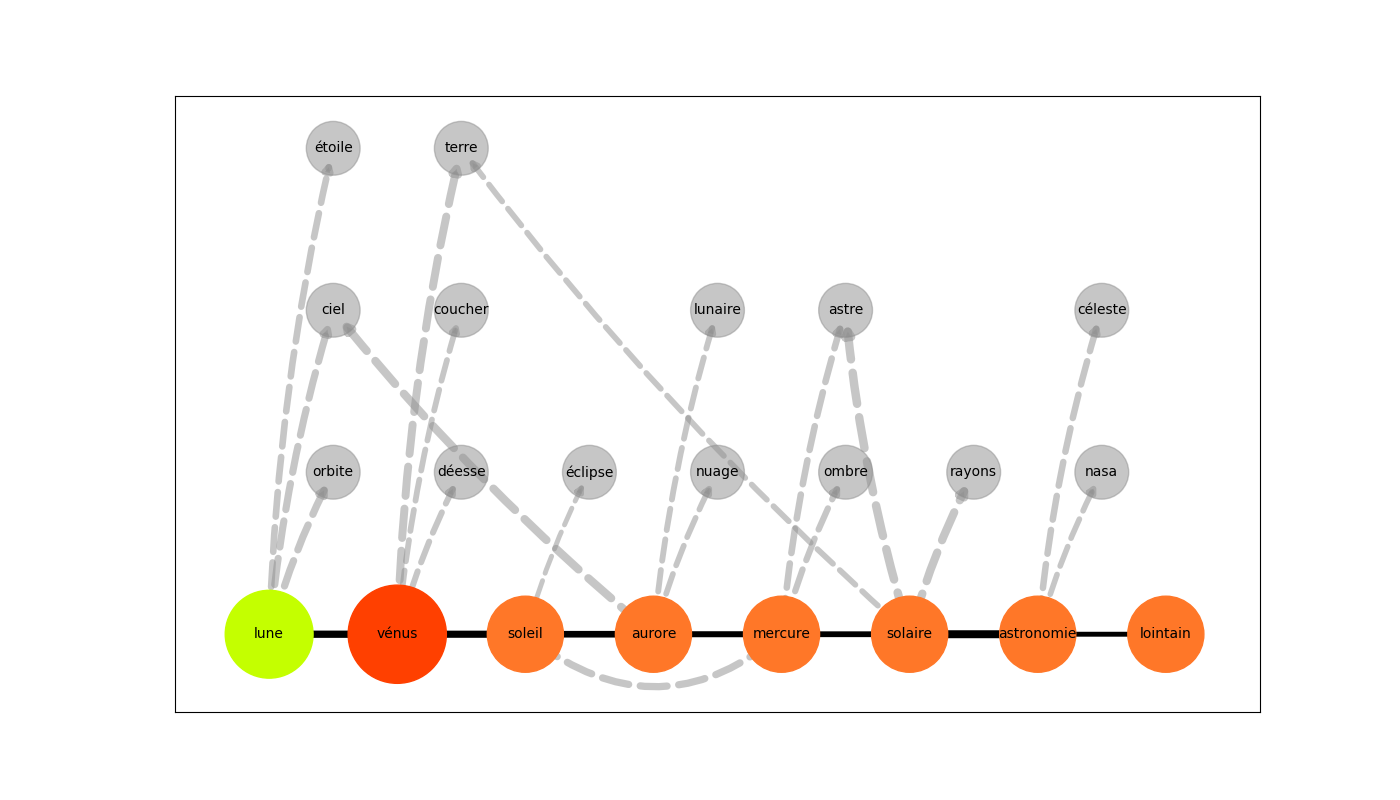 étoile
terre
ciel
coucher
lunaire
astre
céleste
orbite
déesse
éclipse
nuage
ombre
rayons
nasa
lune
vénus
soleil
aurore
mercure
solaire
astronomie
lointain